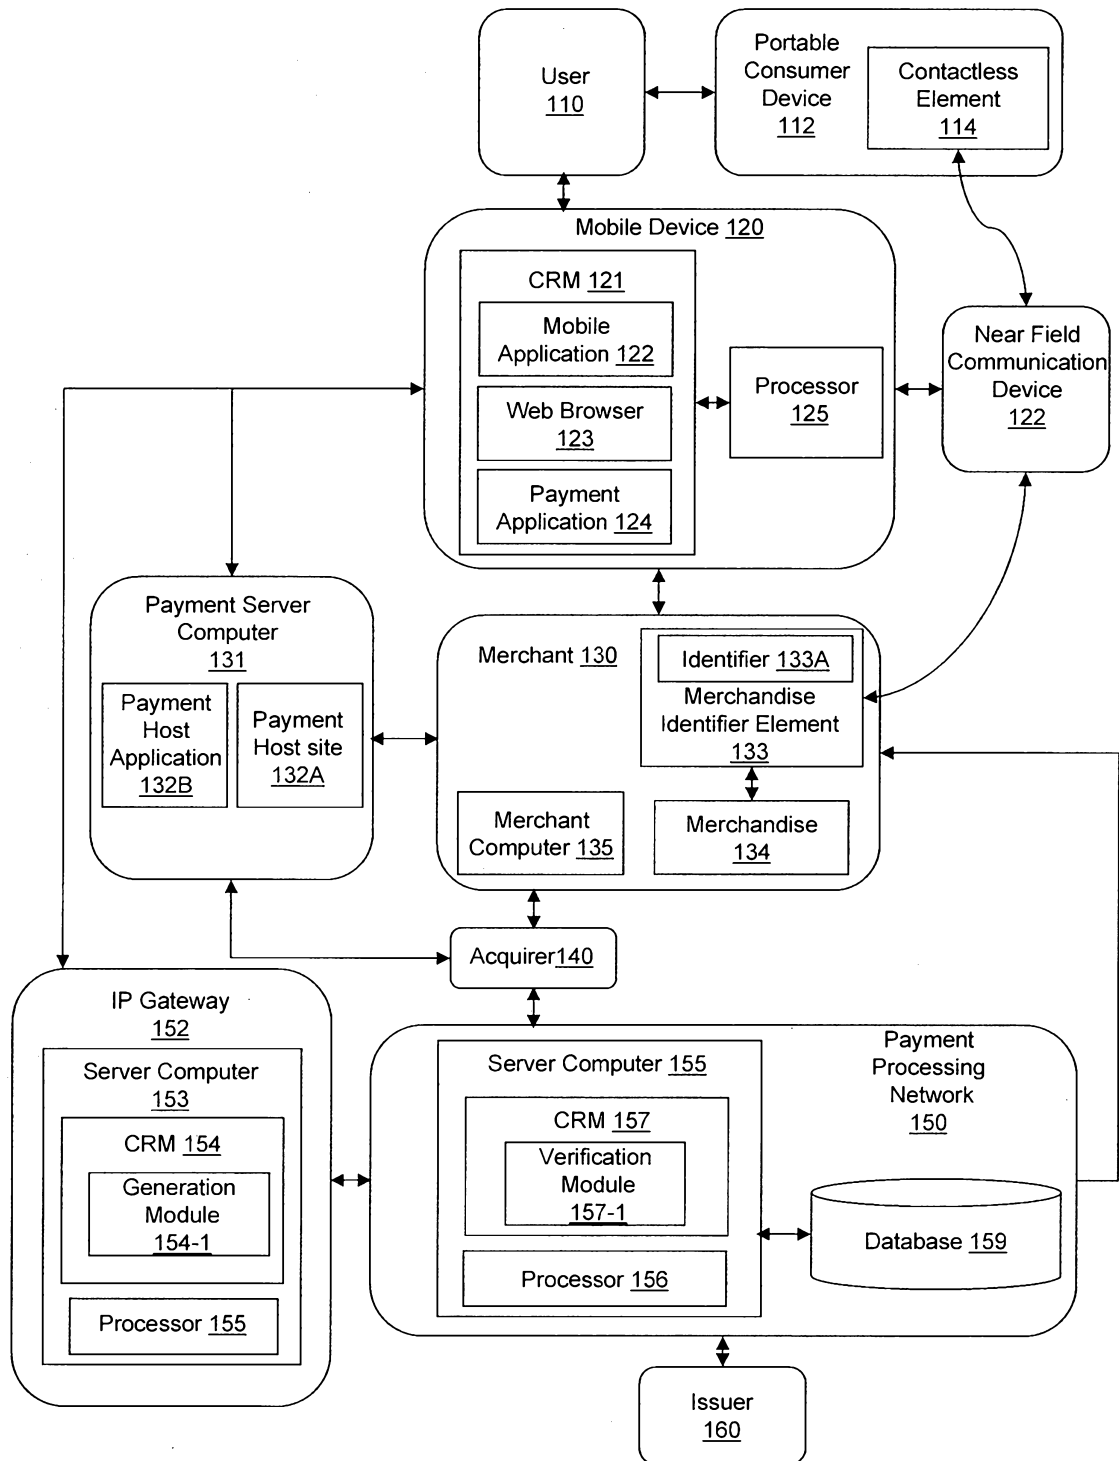 User
110
Portable
Consumer
Device
112
Contactless
Element
114
Mobile Device 120
CRM 121
Mobile
Application 122
Web Browser
123
Payment
Application 124
Processor
125
Near Field
Communication
Device
122
Payment Server
Computer
131
Payment
Host
Application
132B
Payment
Host site
132A
Merchant 130
Identifier 133A
Merchandise
Identifier Element
133
Merchant
Computer 135
Merchandise
134
Acquirer140
IP Gateway
152
Server Computer
153
CRM 154
Generation
Module
154-1
Processor 155
Server Computer 155
CRM 157
Verification
Module
157-1
Processor 156
Payment
Processing
Network
150
Database 159
Issuer
160